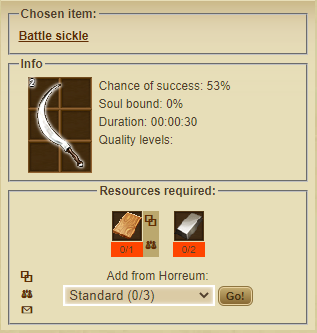 Chosen item:
Battle sickle
Info
2
Chance of success: 53%
Soul bound: 0%
Duration: 00:00:30
Quality levels:
Resources required:
0/1 0/2
Add from Horreum:
Standard (0/3) Go!